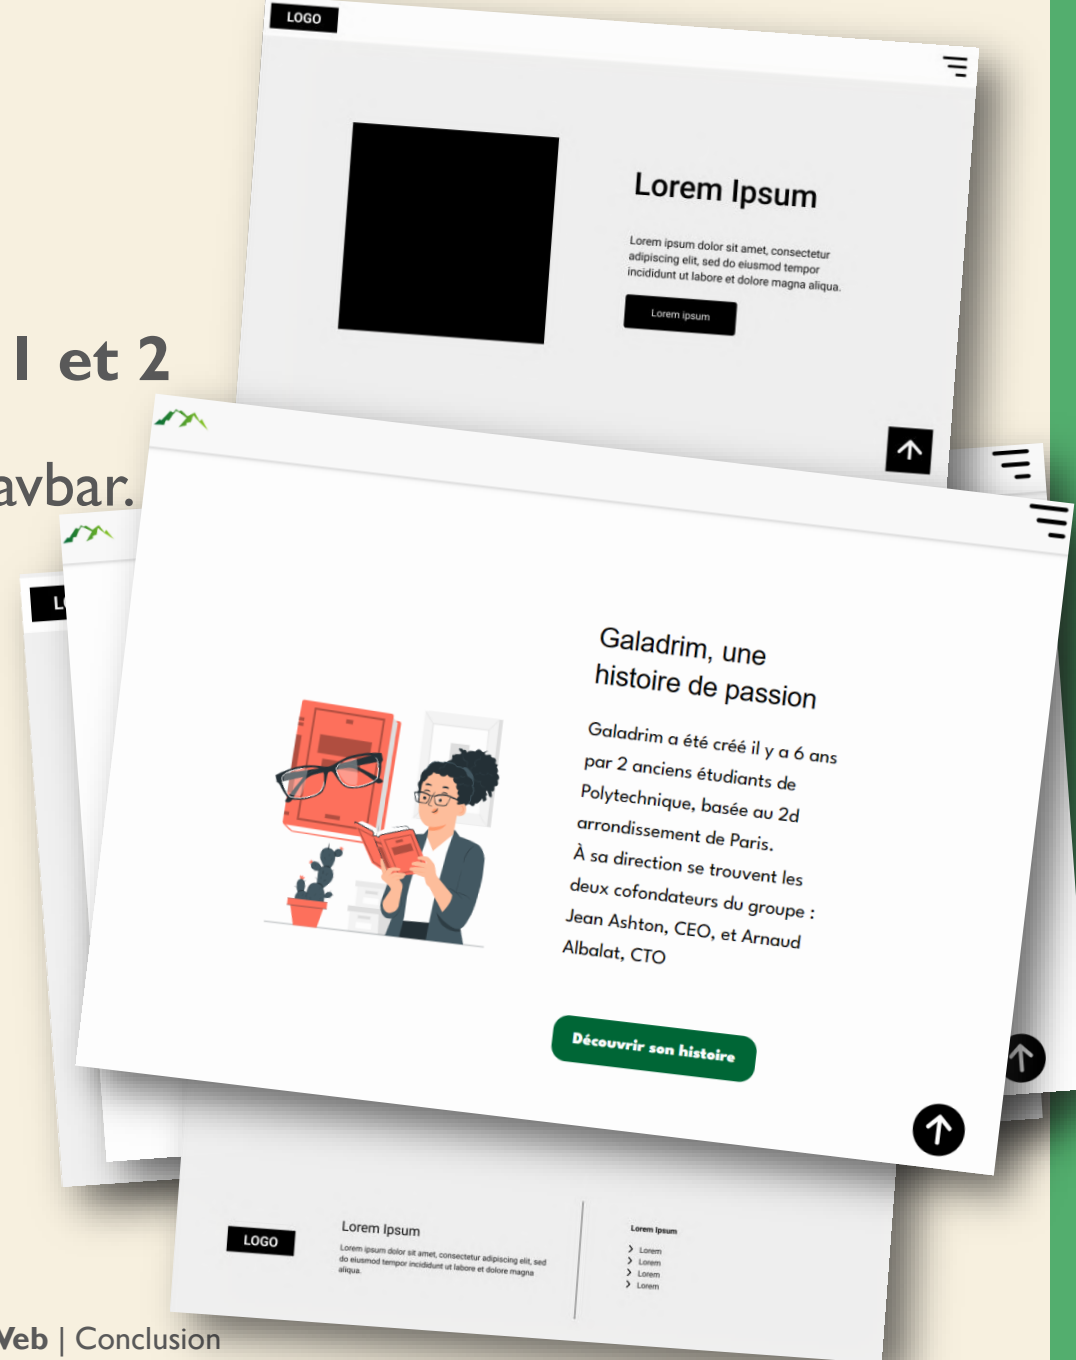 LOGO
Lorem Ipsum
Lorem ipsum dolor sit amet, consectetur
adipiscing elit, sed do eiusmod tempor
incididunt ut labore et dolore magna aliqua.
Lorem ipsum
1 et 2
avbar.
Galadrim, une
histoire de passion
Galadrim a été créé il y a 6 ans
par 2 anciens étudiants de
Polytechnique, basée au 2d
arrondissement de Paris.
À sa direction se trouvent les
deux cofondateurs du groupe :
Jean Ashton, CEO, et Arnaud
Albalat, CTO
Découvrir son histoire
LOGO
Lorem Ipsum
Lorem ipsum dolor sit amet, consectetur adipiscing elit, sed
do eiusmod tempor incididunt ut labore et dolore magna
aliqua.
Lorem Ipsum
Lorem
Lorem
Lorem
Lorem
Web | Conclusion